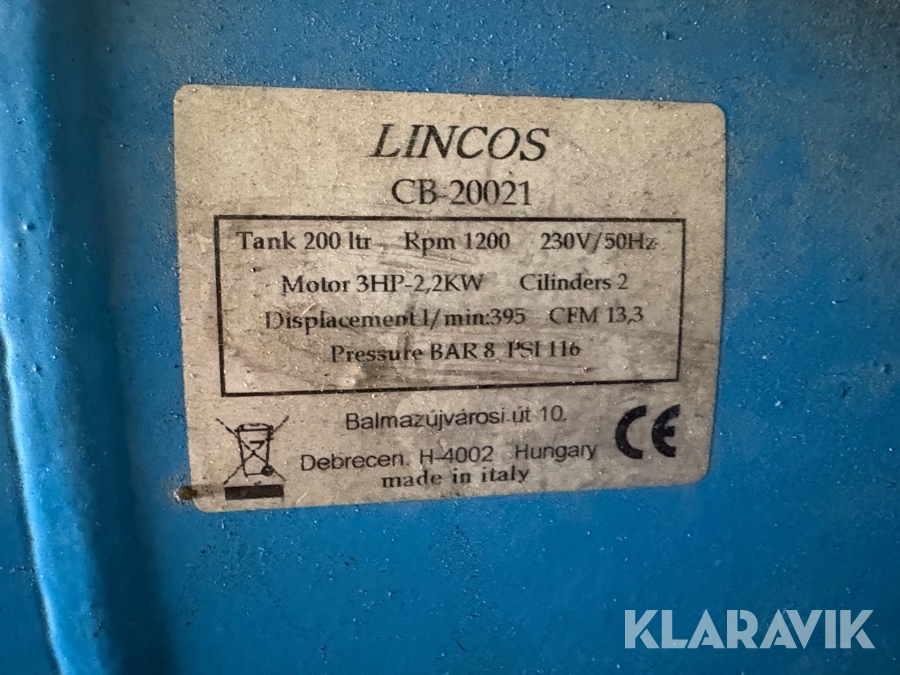 LINCOS
CB-20021
Tank 200 ltr Rpm 1200 230V/50Hz
Motor 3HP-2,2KW Cilinders 2
Displacement l/min:395 CFM 13,3
Pressure BAR 8 PSI 116
Balmazújvárosi út 10.
Debrecen. H-4002 Hungary
made in italy
CE
KLARAVIK